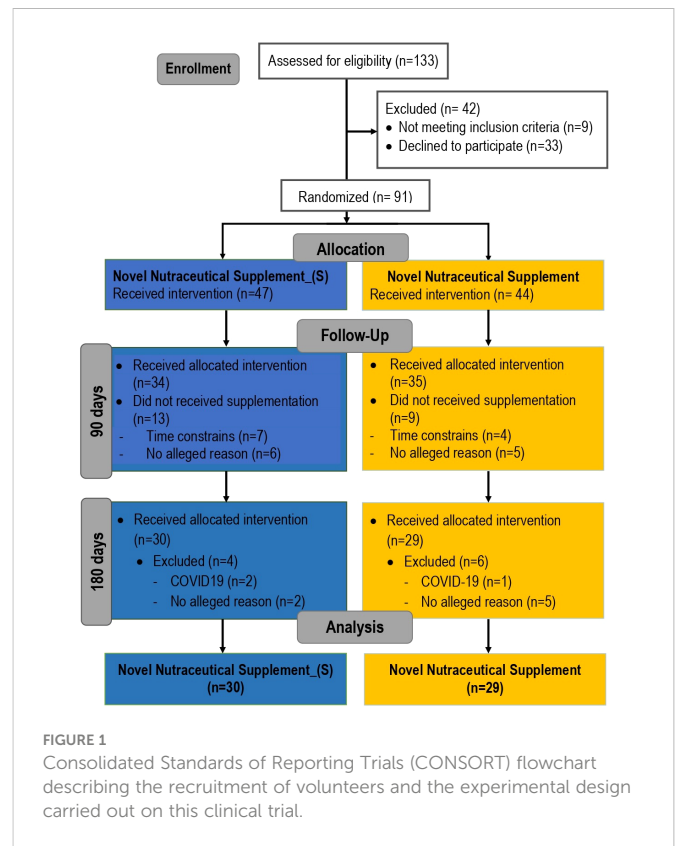 Enrollment
Assessed for eligibility (n=133)
Excluded (n= 42)
● Not meeting inclusion criteria (n=9)
● Declined to participate (n=33)
Randomized (n= 91)
Allocation
Novel Nutraceutical Supplement_(S)
Received intervention (n=47)
Novel Nutraceutical Supplement
Received intervention (n= 44)
Follow-Up
90 days
● Received allocated intervention
(n=34)
● Did not received supplementation
(n=13)
- Time constrains (n=7)
- No alleged reason (n=6)
● Received allocated intervention
(n=35)
● Did not received supplementation
(n=9)
- Time constrains (n=4)
- No alleged reason (n=5)
180 days
● Received allocated intervention
(n=30)
● Excluded (n=4)
- COVID19 (n=2)
- No alleged reason (n=2)
● Received allocated intervention
(n=29)
● Excluded (n=6)
- COVID-19 (n=1)
- No alleged reason (n=5)
Analysis
Novel Nutraceutical Supplement_(S)
(n=30)
Novel Nutraceutical Supplement
(n=29)
FIGURE 1
Consolidated Standards of Reporting Trials (CONSORT) flowchart
describing the recruitment of volunteers and the experimental design
carried out on this clinical trial.